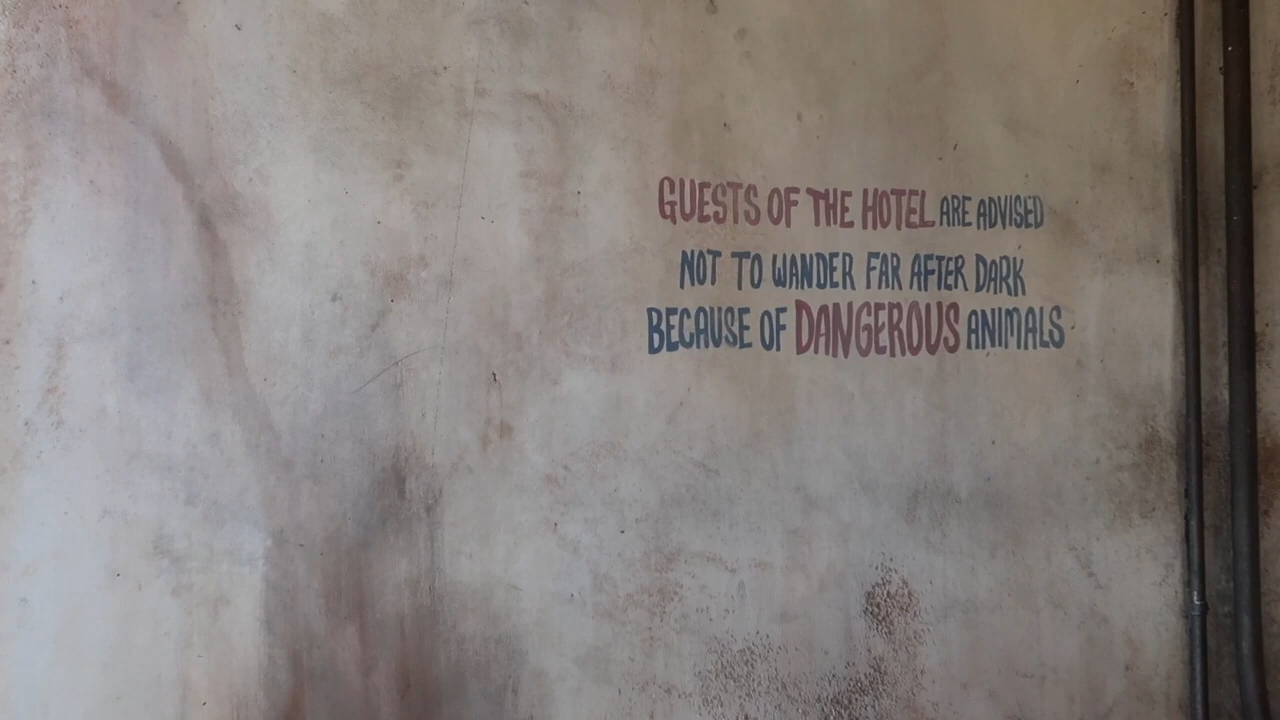 GUESTS OF THE HOTEL ARE ADVISED
NOT TO WANDER FAR AFTER DARK
BECAUSE OF DANGEROUS ANIMALS